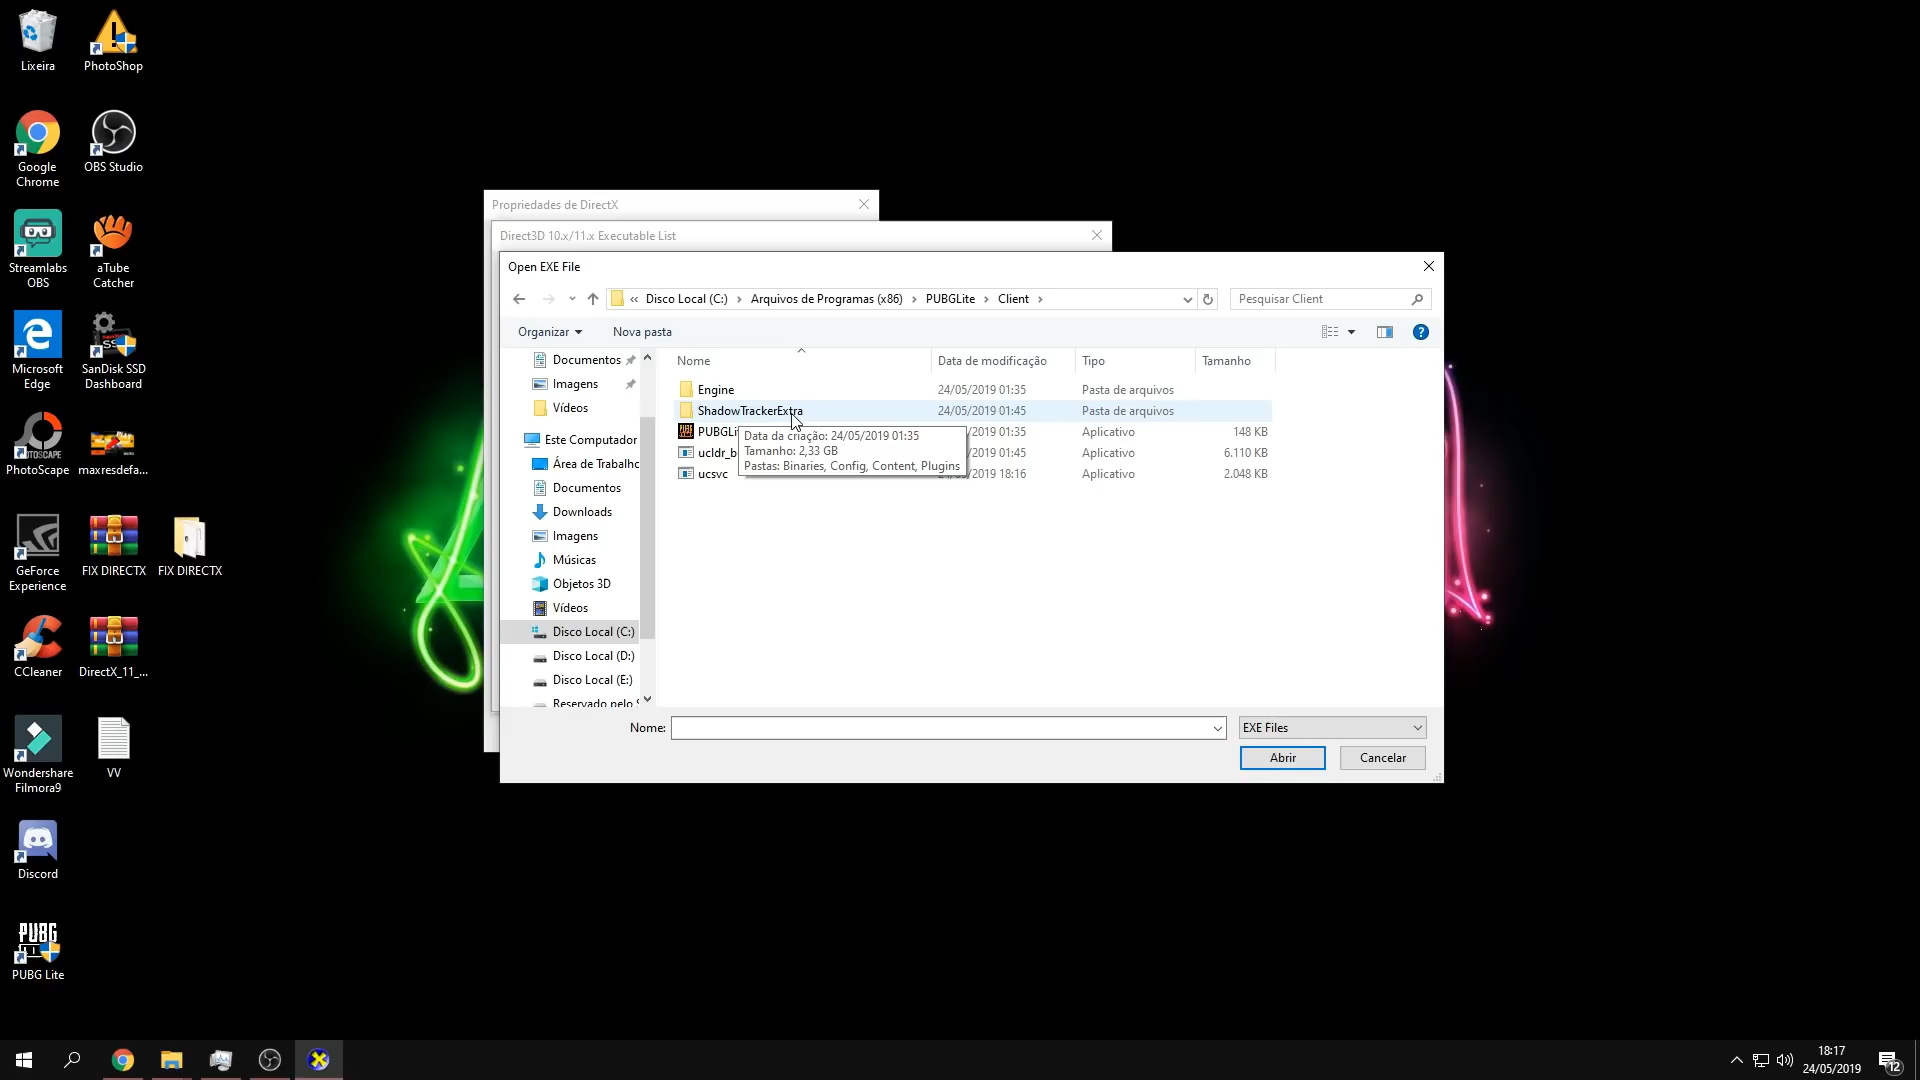 Lixeira
PhotoShop
Google
Chrome
OBS Studio
Streamlabs
OBS
aTube
Catcher
Microsoft
Edge
SanDisk SSD
Dashboard
PhotoScape
maxresdefa...
GeForce
Experience
FIX DIRECTX
FIX DIRECTX
CCleaner
DirectX_11_...
Wondershare
Filmora9
VV
Discord
PUBG
PUBG Lite
Propriedades de DirectX
Direct3D 10.x/11.x Executable List
Open EXE File
« Disco Local (C:) › Arquivos de Programas (x86) › PUBGLite › Client ›
Pesquisar Client
Organizar
Nova pasta
Documentos
Imagens
Vídeos
Este Computador
Área de Trabalho
Documentos
Downloads
Imagens
Músicas
Objetos 3D
Vídeos
Disco Local (C:)
Disco Local (D:)
Disco Local (E:)
Reservado pelo S
Nome Data de modificação Tipo Tamanho
Engine 24/05/2019 01:35 Pasta de arquivos
ShadowTrackerExtra 24/05/2019 01:45 Pasta de arquivos
PUBGLi /2019 01:35 Aplicativo 148 KB
ucldr_b /2019 01:45 Aplicativo 6.110 KB
ucsvc 18:16 Aplicativo 2.048 KB
Data da criação: 24/05/2019 01:35
Tamanho: 2,33 GB
Pastas: Binaries, Config, Content, Plugins
Nome:
EXE Files
Abrir
Cancelar
18:17
24/05/2019
12